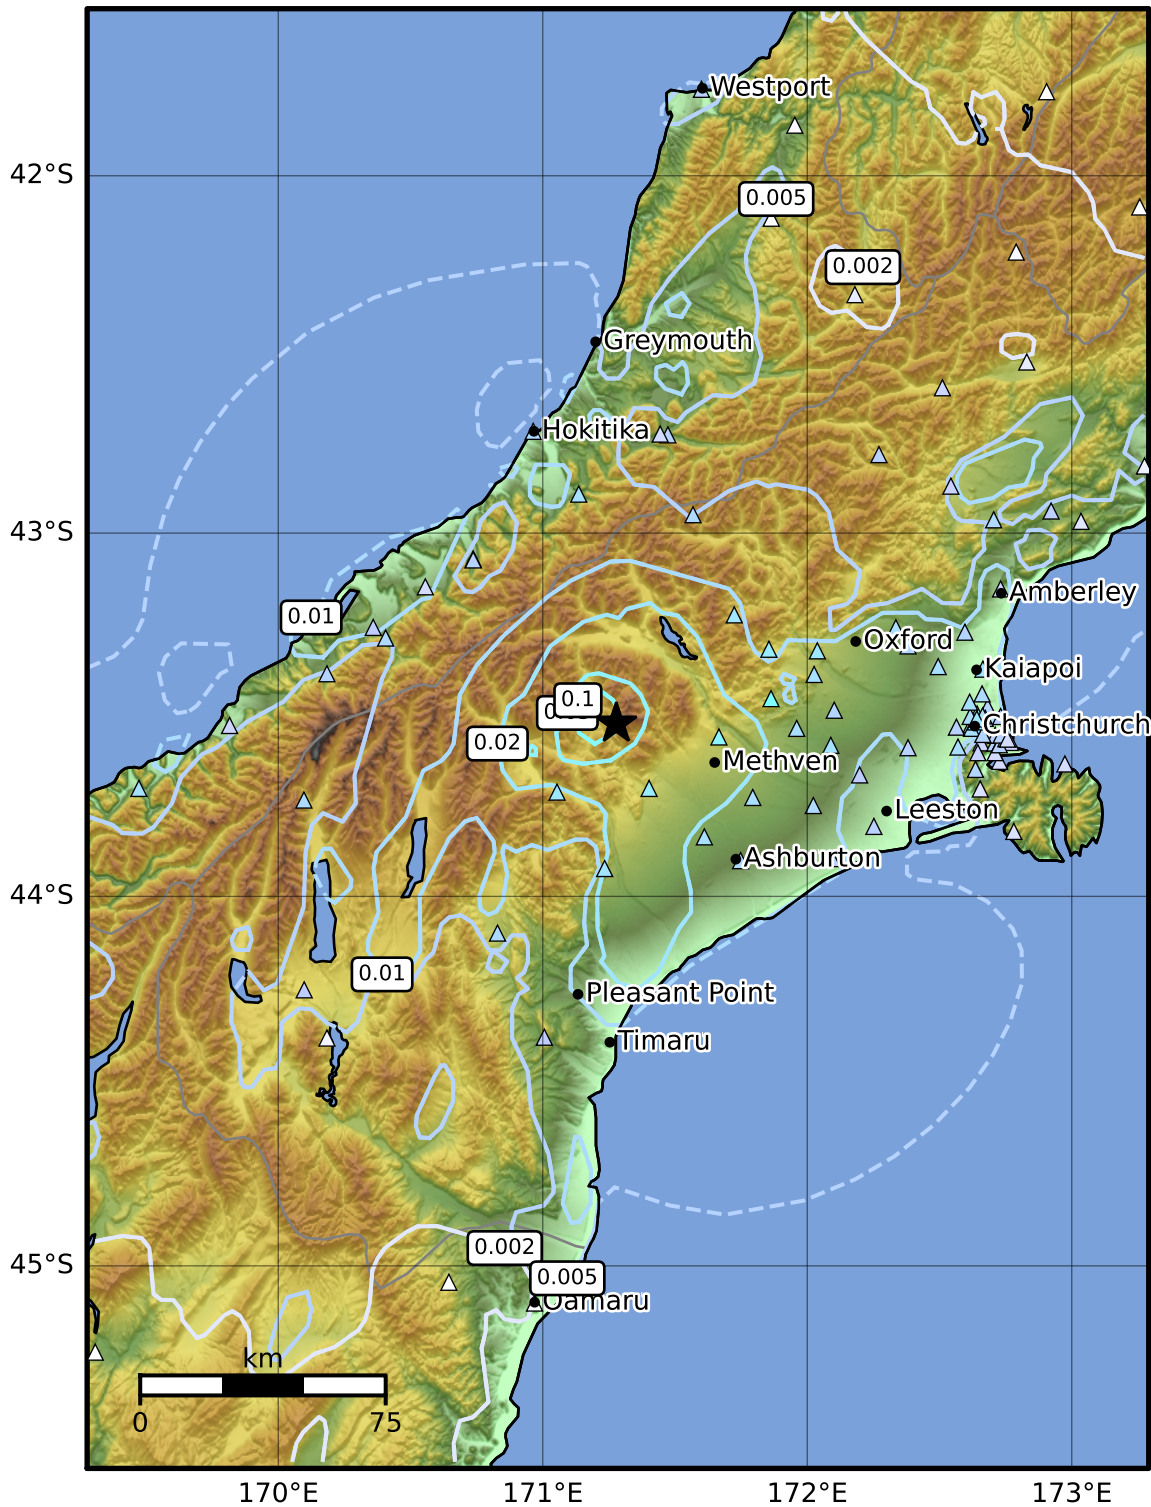 Westport
42°S
0.005
0.002
Greymouth
Hokitika
43°S
Amberley
0.01
Oxford
Kaiapoi
0.1
Christchurch
0.02
Methven
Leeston
Ashburton
44°S
0.01
Pleasant Point
Timaru
0.002
45°S
0.005
Oamaru
km
0
75
170°E
171°E
172°E
173°E